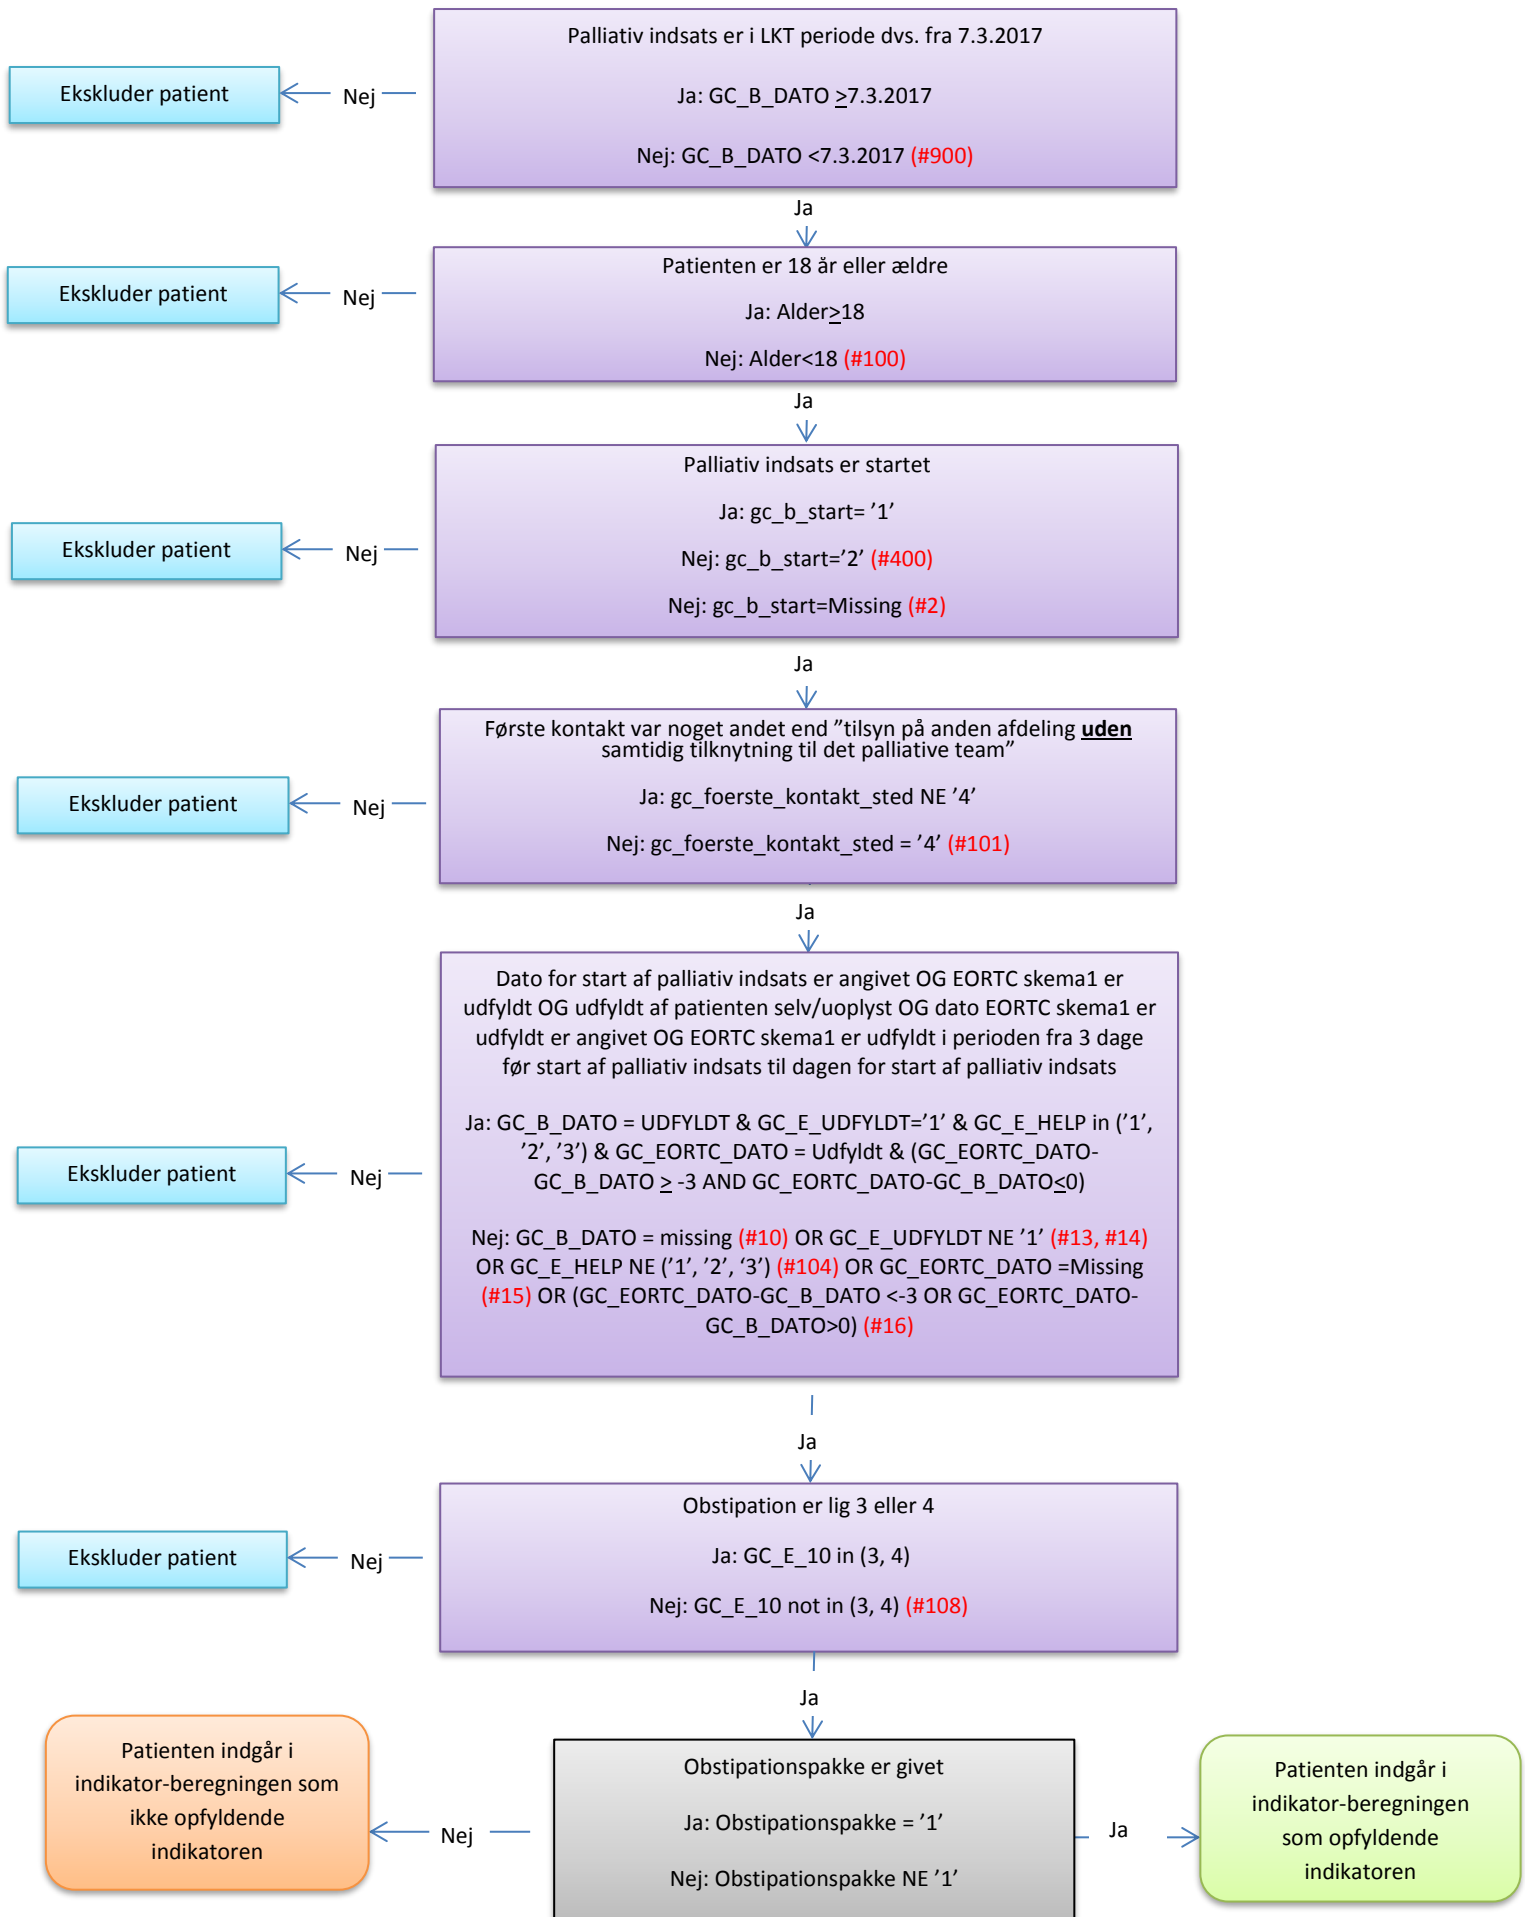 Palliativ indsats er i LKT periode dvs. fra 7.3.2017
Ja: GC_B_DATO >7.3.2017
Nej: GC_B_DATO <7.3.2017 (#900)
Ekskluder patient
Nej
Ja
Patienten er 18 år eller ældre
Ja: Alder>18
Nej: Alder<18 (#100)
Ekskluder patient
Nej
Ja
Palliativ indsats er startet
Ja: gc_b_start= ’1’
Nej: gc_b_start=’2’ (#400)
Nej: gc_b_start=Missing (#2)
Ekskluder patient
Nej
Ja
Første kontakt var noget andet end ”tilsyn på anden afdeling uden
samtidig tilknytning til det palliative team”
Ja: gc_foerste_kontakt_sted NE ’4’
Nej: gc_foerste_kontakt_sted = ’4’ (#101)
Ekskluder patient
Nej
Ja
Dato for start af palliativ indsats er angivet OG EORTC skema1 er
udfyldt OG udfyldt af patienten selv/uoplyst OG dato EORTC skema1 er
udfyldt er angivet OG EORTC skema1 er udfyldt i perioden fra 3 dage
før start af palliativ indsats til dagen for start af palliativ indsats
Ja: GC_B_DATO = UDFYLDT & GC_E_UDFYLDT=’1’ & GC_E_HELP in (’1’,
’2’, ’3’) & GC_EORTC_DATO = Udfyldt & (GC_EORTC_DATO-
GC_B_DATO > -3 AND GC_EORTC_DATO-GC_B_DATO<0)
Nej: GC_B_DATO = missing (#10) OR GC_E_UDFYLDT NE ’1’ (#13, #14)
OR GC_E_HELP NE (’1’, ’2’, ‘3’) (#104) OR GC_EORTC_DATO =Missing
(#15) OR (GC_EORTC_DATO-GC_B_DATO <-3 OR GC_EORTC_DATO-
GC_B_DATO>0) (#16)
Ekskluder patient
Nej
Ja
Obstipation er lig 3 eller 4
Ja: GC_E_10 in (3, 4)
Nej: GC_E_10 not in (3, 4) (#108)
Ekskluder patient
Nej
Ja
Obstipationspakke er givet
Ja: Obstipationspakke = ’1’
Nej: Obstipationspakke NE ’1’
Nej
Patienten indgår i
indikator-beregningen som
ikke opfyldende
indikatoren
Ja
Patienten indgår i
indikator-beregningen
som opfyldende
indikatoren